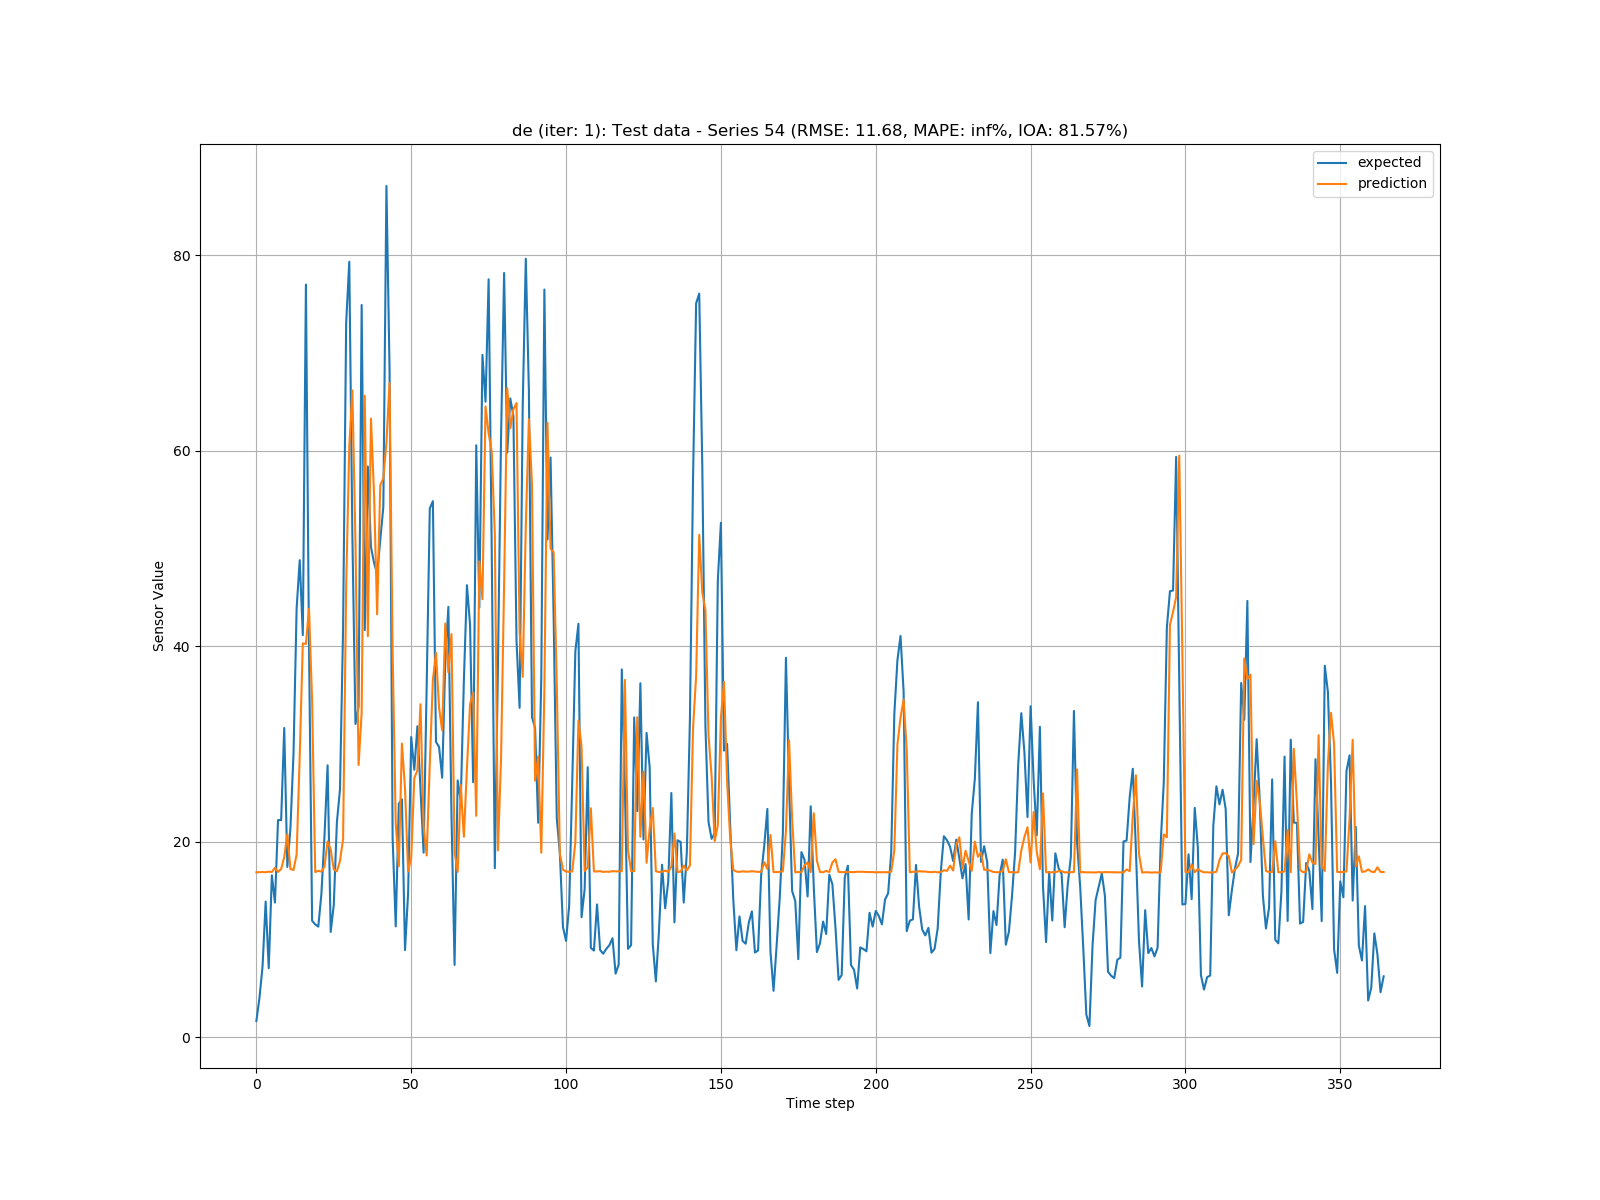 de (iter: 1): Test data - Series 54 (RMSE: 11.68, MAPE: inf%, IOA: 81.57%)
expected
prediction
80
60
40
20
0
Sensor Value
0 50 100 150 200 250 300 350
Time step